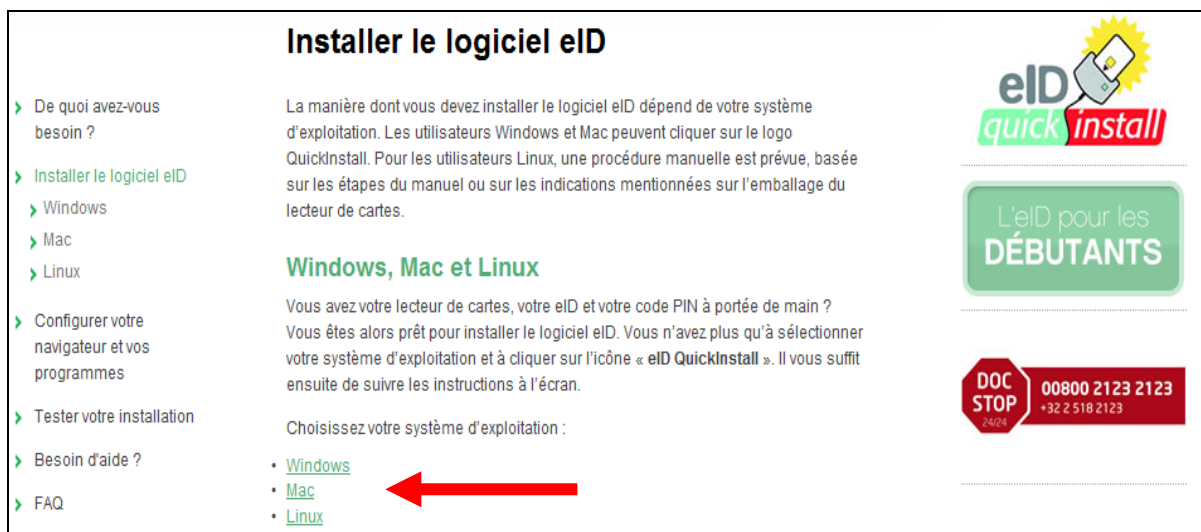 Installer le logiciel eID
De quoi avez-vous
besoin ?
Installer le logiciel eID
Windows
Mac
Linux
Configurer votre
navigateur et vos
programmes
Tester votre installation
Besoin d'aide ?
FAQ
La manière dont vous devez installer le logiciel eID dépend de votre système
d'exploitation. Les utilisateurs Windows et Mac peuvent cliquer sur le logo
QuickInstall. Pour les utilisateurs Linux, une procédure manuelle est prévue, basée
sur les étapes du manuel ou sur les indications mentionnées sur l'emballage du
lecteur de cartes.
Windows, Mac et Linux
Vous avez votre lecteur de cartes, votre eID et votre code PIN à portée de main ?
Vous êtes alors prêt pour installer le logiciel eID. Vous n'avez plus qu'à sélectionner
votre système d'exploitation et à cliquer sur l'icône « eID QuickInstall ». Il vous suffit
ensuite de suivre les instructions à l'écran.
Choisissez votre système d'exploitation :
• Windows
• Mac
• Linux
eID
quick install
L'eID pour les
DÉBUTANTS
DOC
STOP
24/24
00800 2123 2123
+32 2 518 2123